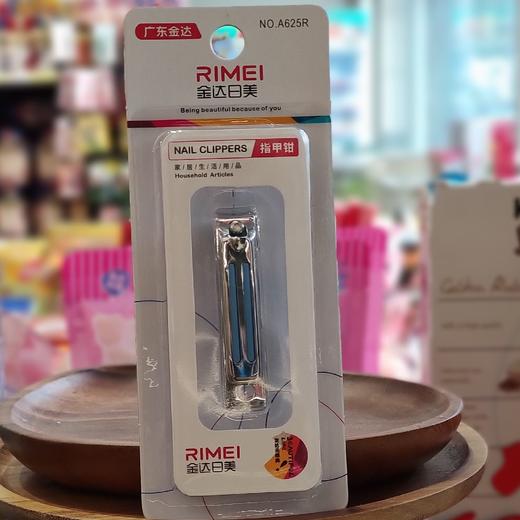 广东金达
NO.A625R
RIMEI
金达日美
Being beautiful because of you
NAIL CLIPPERS
指甲钳
家/居/生/活/用/品
Household Articles
RIMEI
金达日美